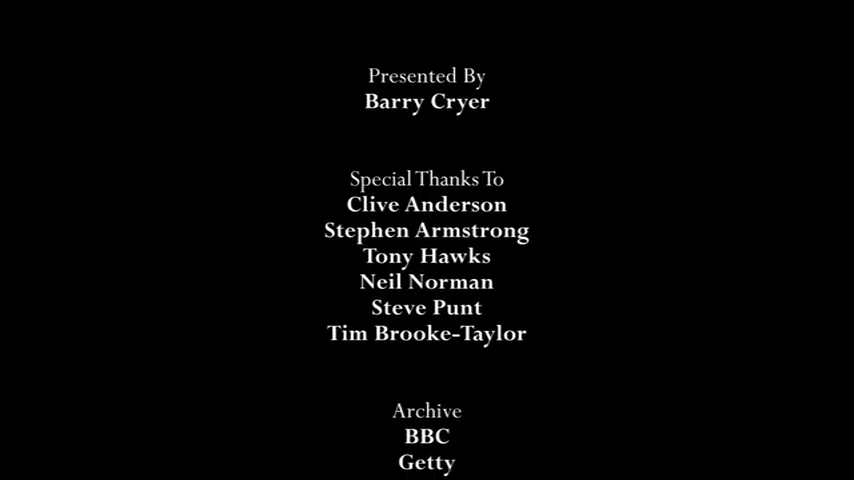 Presented By
Barry Cryer
Special Thanks To
Clive Anderson
Stephen Armstrong
Tony Hawks
Neil Norman
Steve Punt
Tim Brooke-Taylor
Archive
BBC
Getty